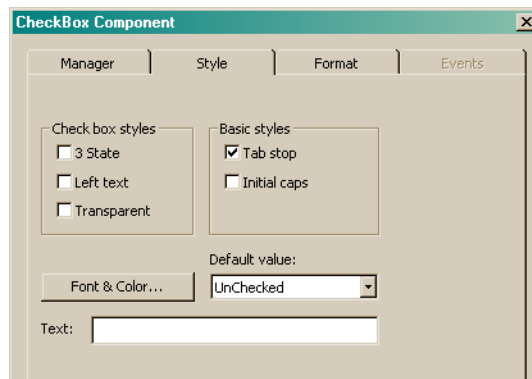 CheckBox Component
Manager Style Format Events
Check box styles
3 State
Left text
Transparent
Basic styles
Tab stop
Initial caps
Default value:
Font & Color... UnChecked
Text: